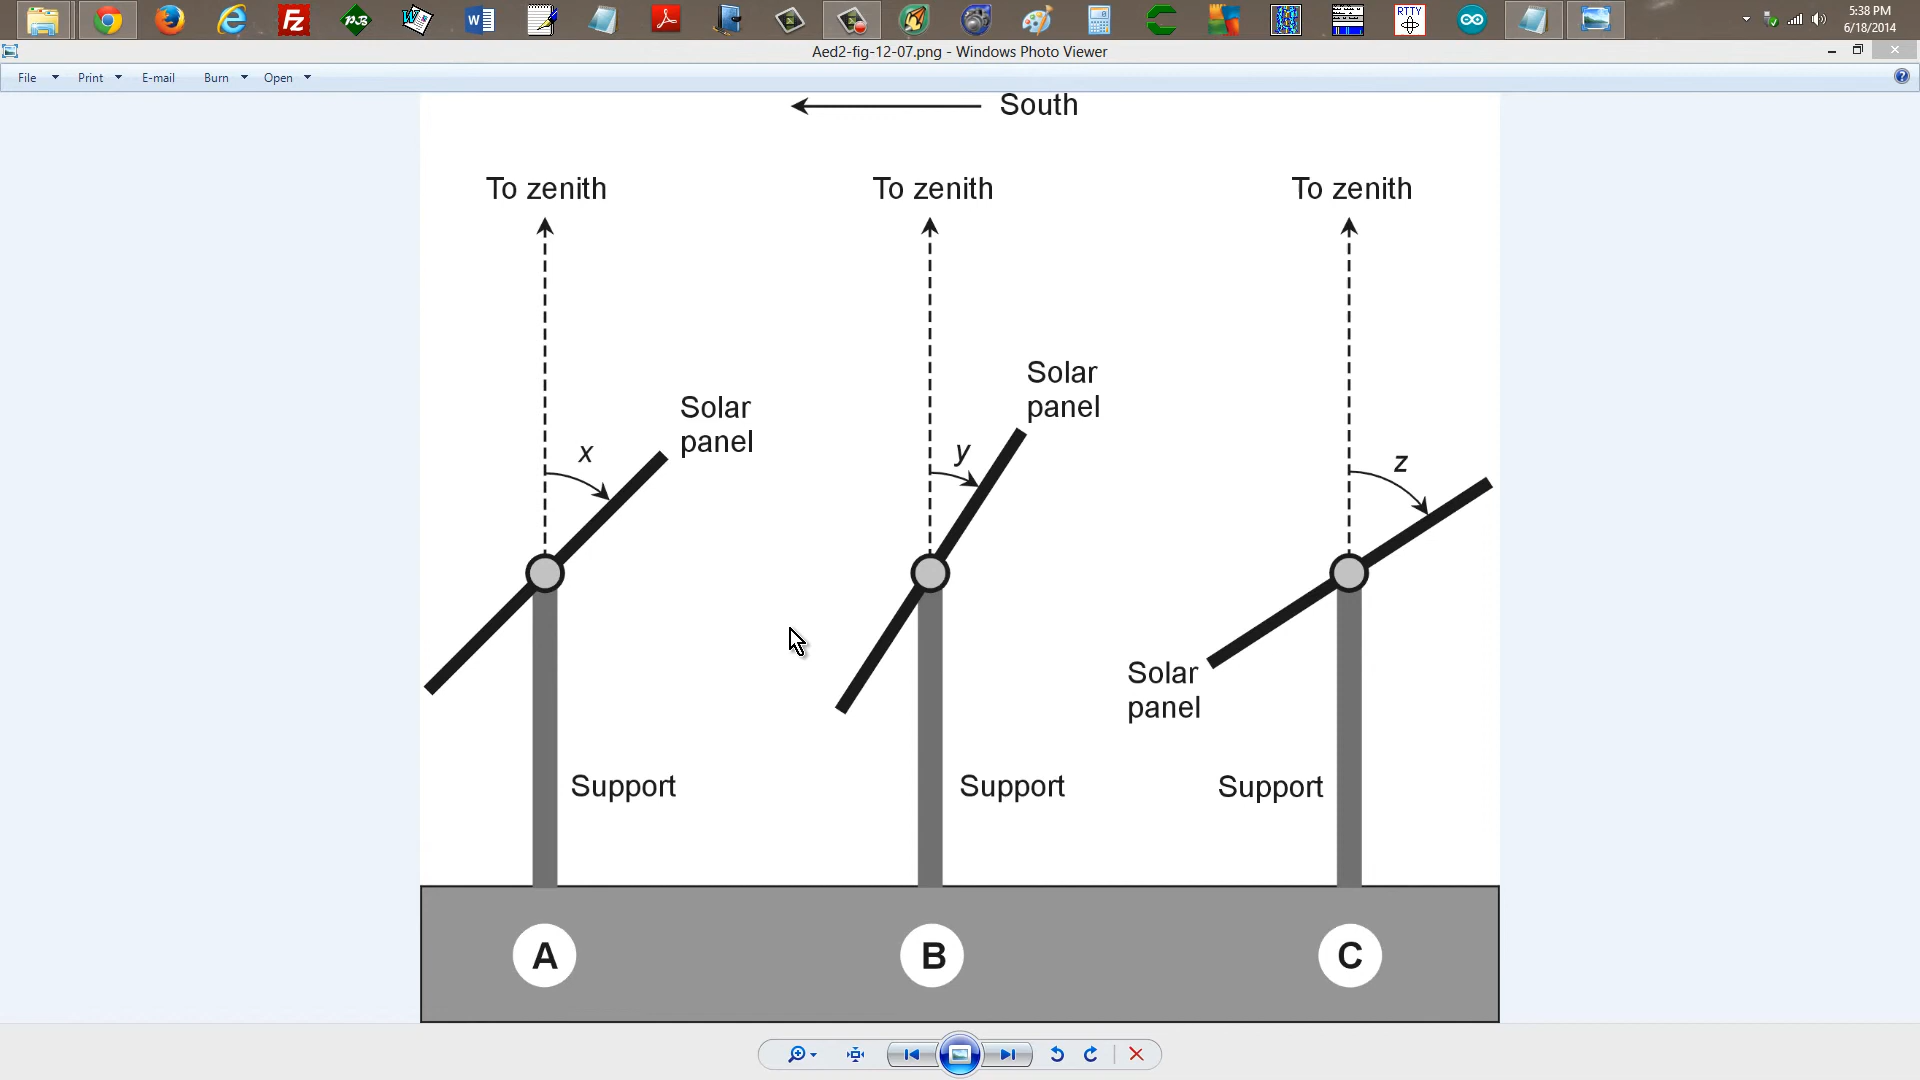 5:38 PM
6/18/2014
Aed2-fig-12-07.png - Windows Photo Viewer
File Print E-mail Burn Open
South
To zenith To zenith To zenith
Solar
panel
Solar
panel
x y z
Solar
panel
Support Support Support
A B C